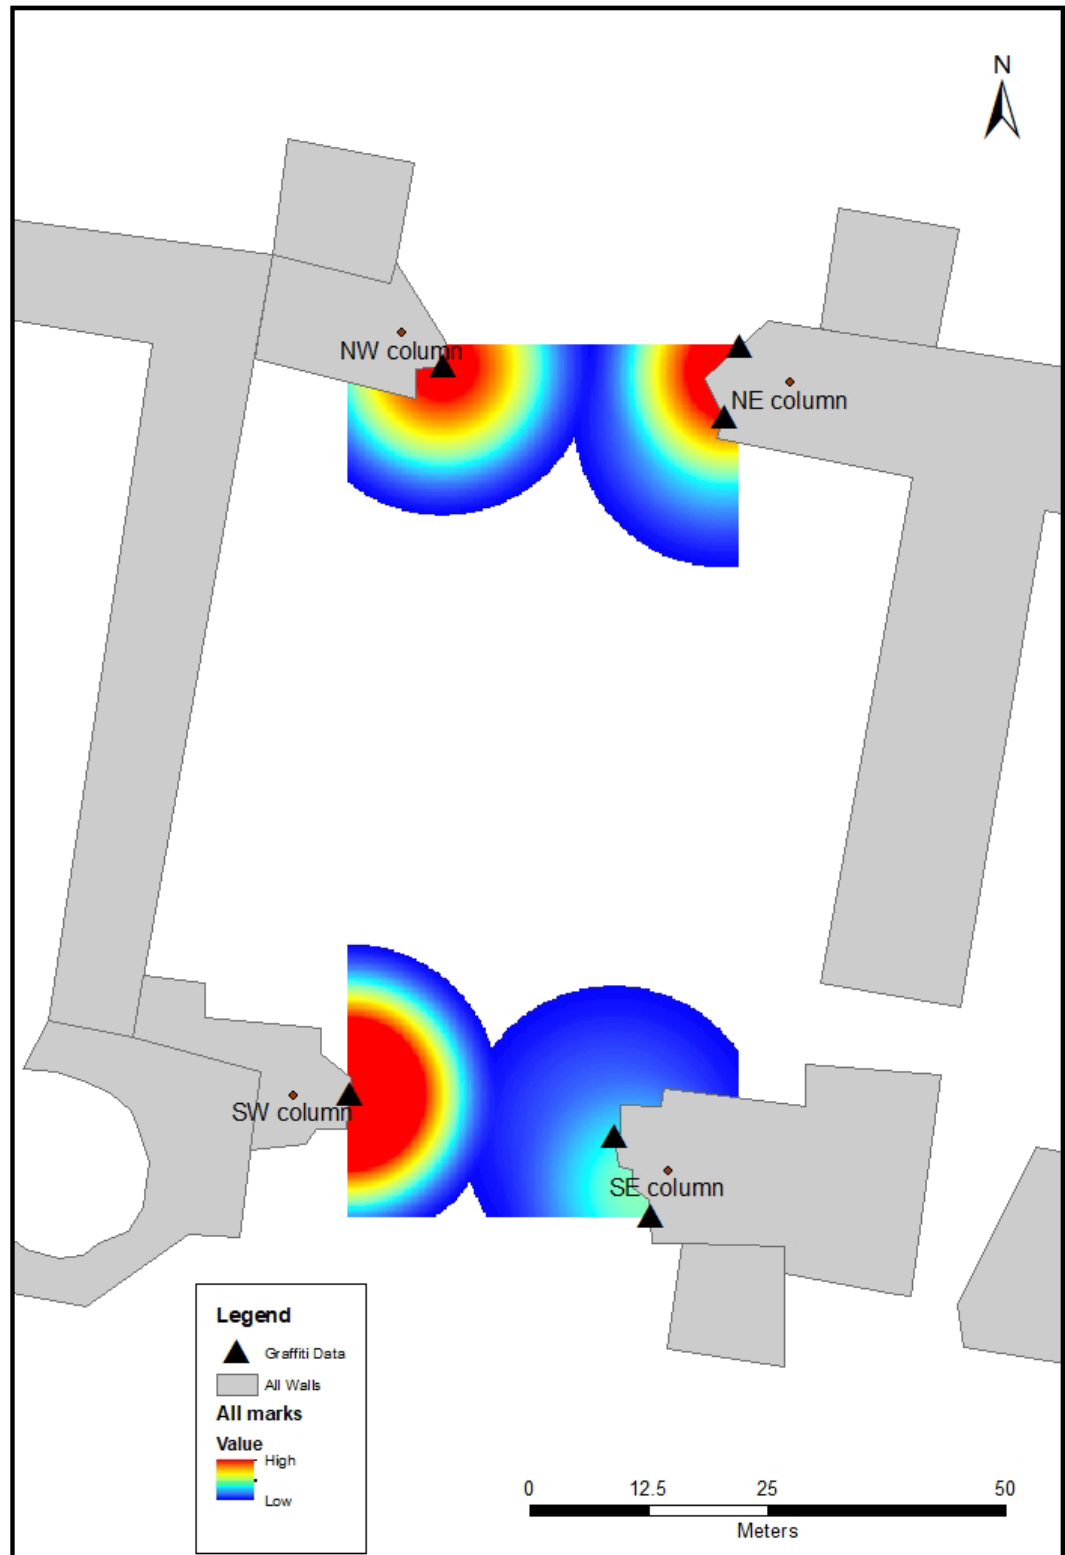 N
NW column
NE column
SW column
SE column
Legend
Graffiti Data
All Walls
All marks
Value
High
Low
0 12.5 25 50
Meters